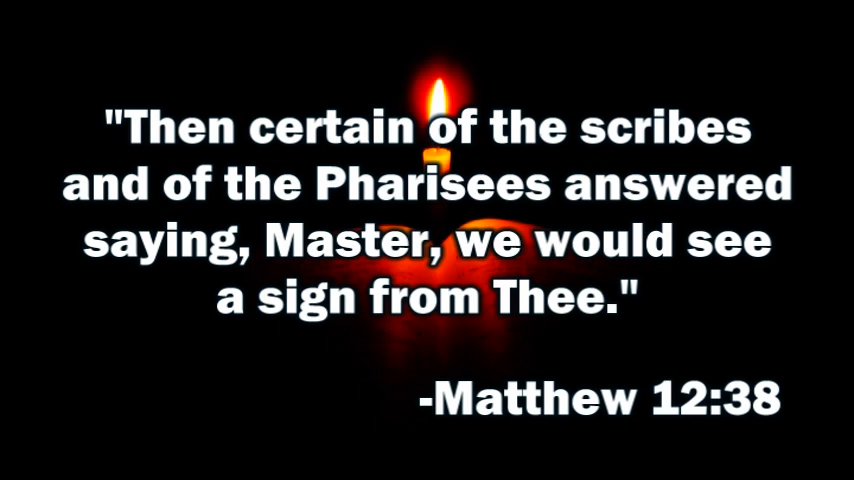 "Then certain of the scribes
and of the Pharisees answered
saying, Master, we would see
a sign from Thee."
-Matthew 12:38